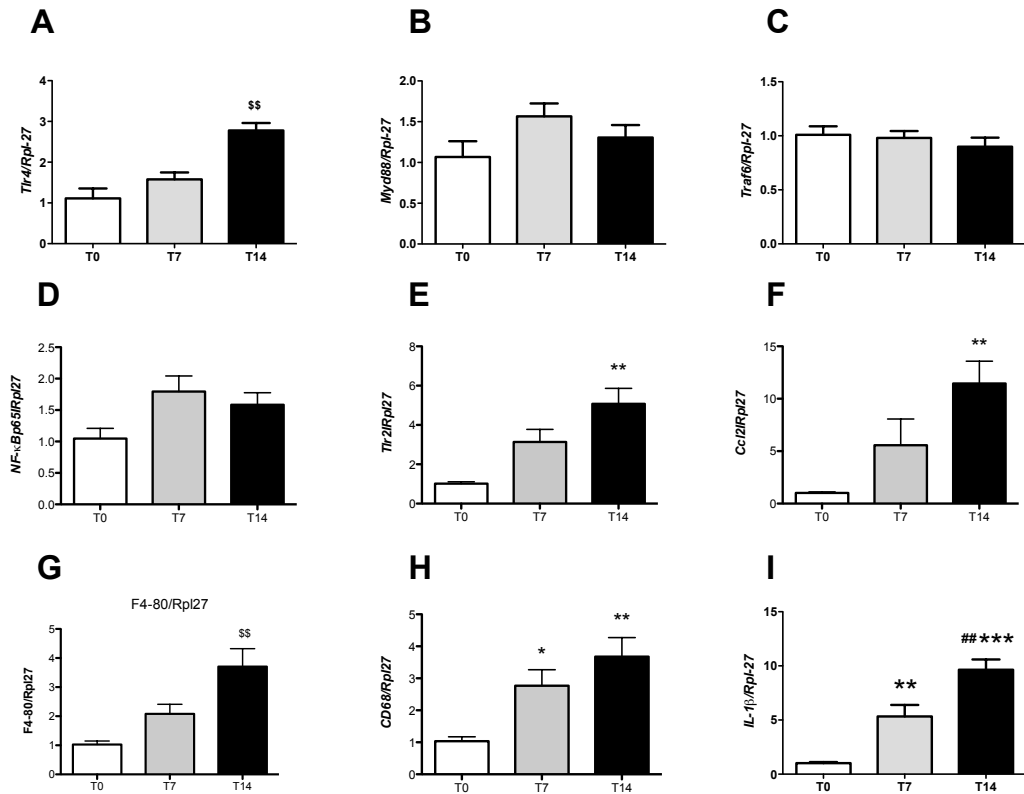 A
Tlr4/Rpl-27
4
3
2
1
0
$$
T0 T7 T14
B
Myd88/Rpl-27
2.0
1.5
1.0
0.5
0.0
T0 T7 T14
C
Traf6/Rpl-27
1.5
1.0
0.5
0.0
T0 T7 T14
D
NF-κBp65/Rpl27
2.5
2.0
1.5
1.0
0.5
0.0
T0 T7 T14
E
Tlr2/Rpl27
8
6
4
2
0
**
T0 T7 T14
F
Ccl2/Rpl27
15
10
5
0
**
T0 T7 T14
G
F4-80/Rpl27
F4-80/Rpl27
5
4
3
2
1
0
$$
T0 T7 T14
H
CD68/Rpl27
5
4
3
2
1
0
*
**
T0 T7 T14
I
IL-1β/Rpl-27
15
10
5
0
**
##***
T0 T7 T14